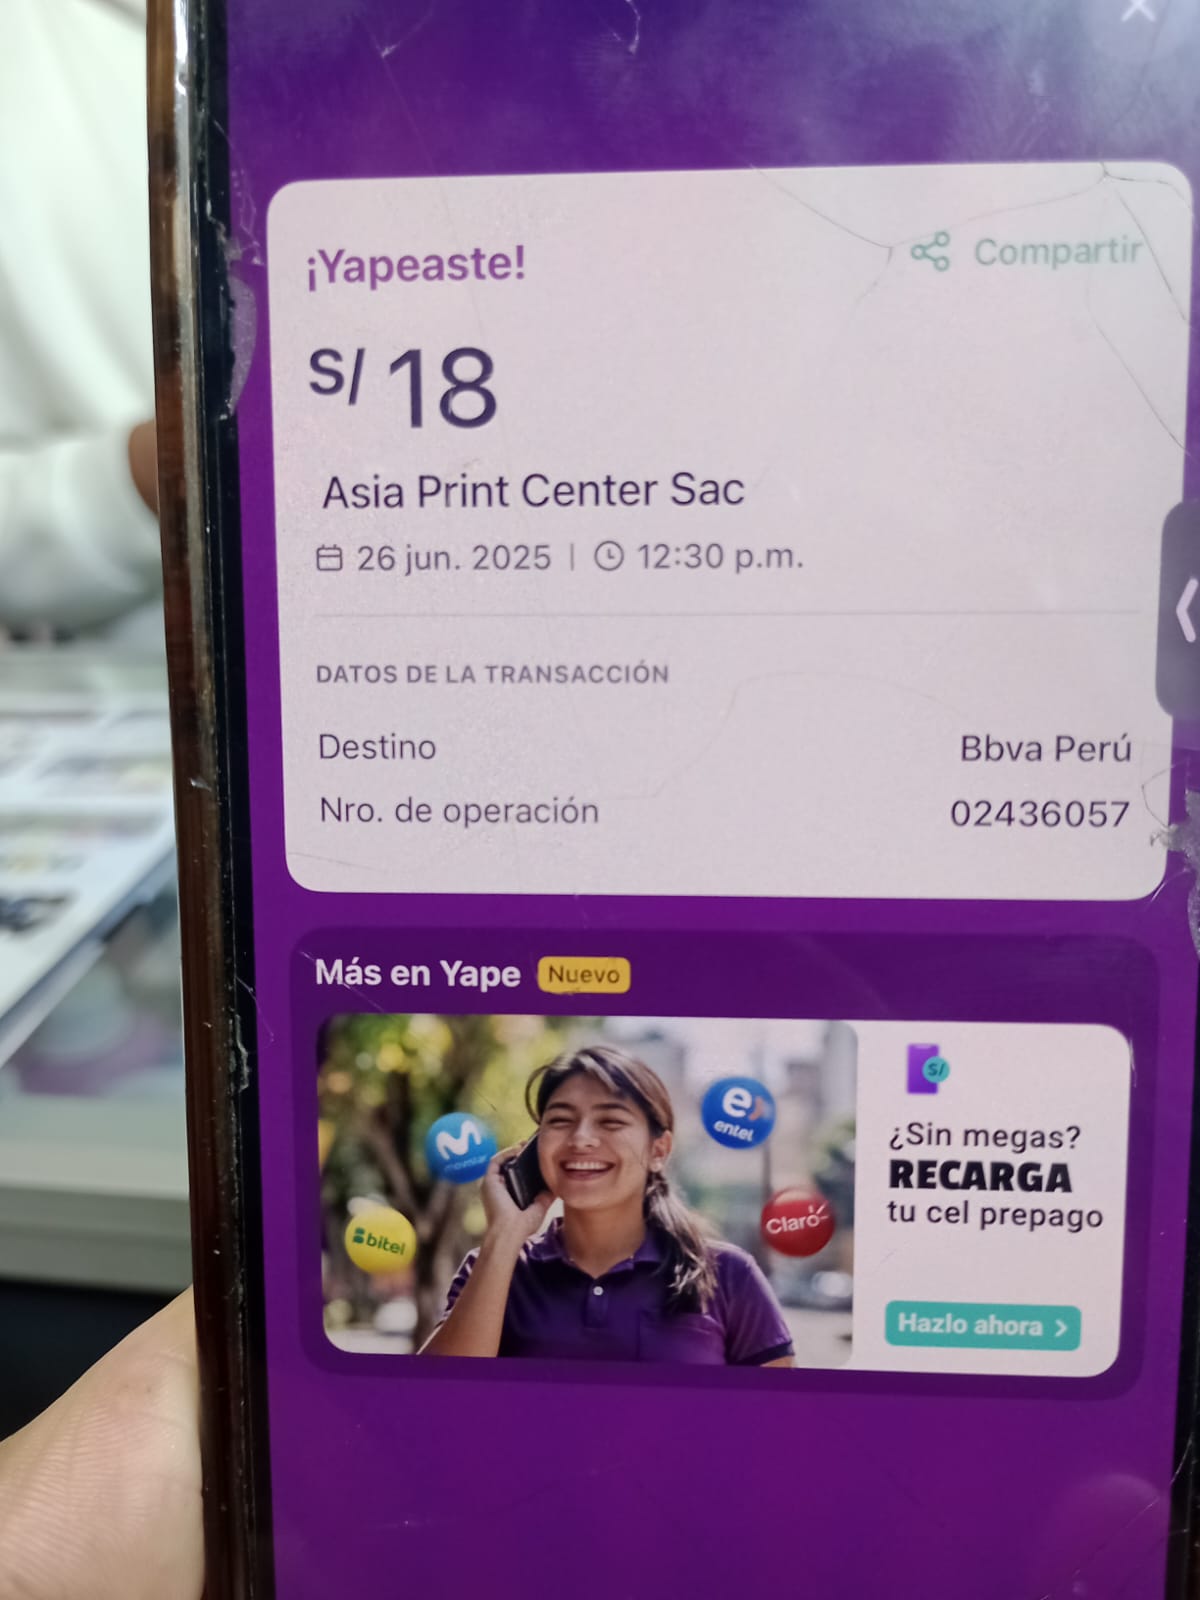 ¡Yapeaste!
Compartir
S/ 18
Asia Print Center Sac
26 jun. 2025 | 12:30 p.m.
DATOS DE LA TRANSACCIÓN
Destino Bbva Perú
Nro. de operación 02436057
Más en Yape Nuevo
movistar
e entel
bitel
Claro
S/
¿Sin megas?
RECARGA
tu cel prepago
Hazlo ahora